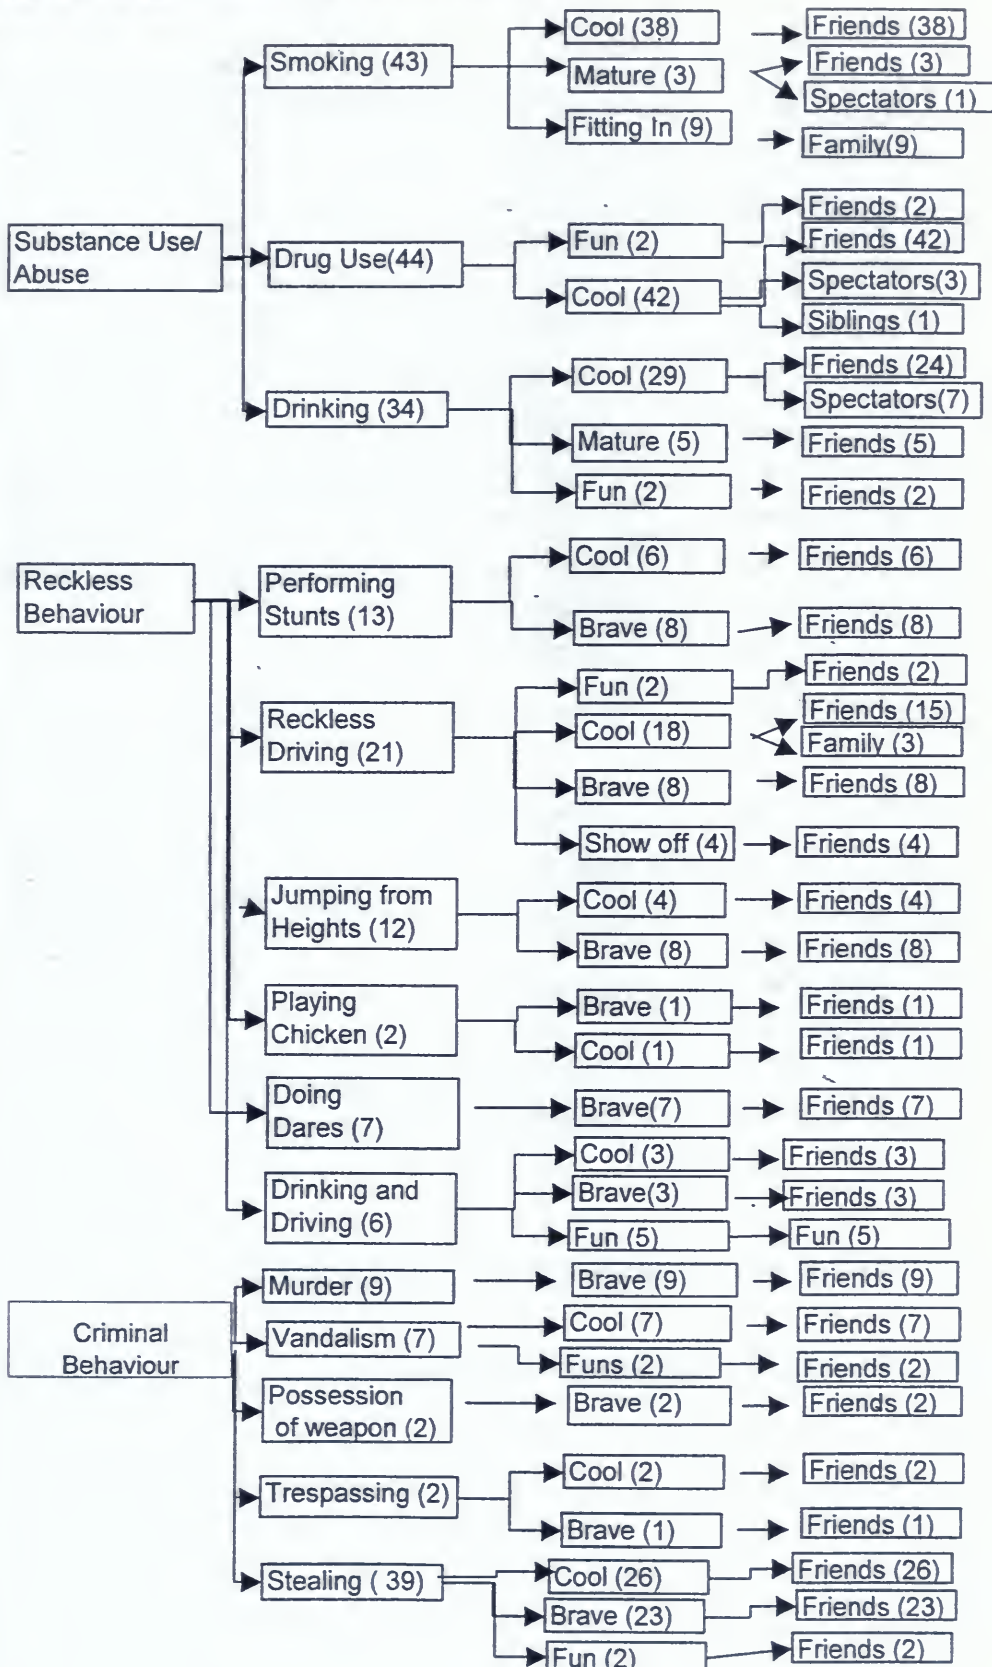 Substance Use/
Abuse
Smoking (43)
Cool (38)
Friends (38)
Mature (3)
Friends (3)
Spectators (1)
Fitting In (9)
Family(9)
Drug Use(44)
Fun (2)
Friends (2)
Cool (42)
Friends (42)
Spectators(3)
Siblings (1)
Drinking (34)
Cool (29)
Friends (24)
Spectators(7)
Mature (5)
Friends (5)
Fun (2)
Friends (2)
Reckless
Behaviour
Performing
Stunts (13)
Cool (6)
Friends (6)
Brave (8)
Friends (8)
Reckless
Driving (21)
Fun (2)
Friends (2)
Cool (18)
Friends (15)
Family (3)
Brave (8)
Friends (8)
Show off (4)
Friends (4)
Jumping from
Heights (12)
Cool (4)
Friends (4)
Brave (8)
Friends (8)
Playing
Chicken (2)
Brave (1)
Friends (1)
Cool (1)
Friends (1)
Doing
Dares (7)
Brave(7)
Friends (7)
Drinking and
Driving (6)
Cool (3)
Friends (3)
Brave(3)
Friends (3)
Fun (5)
Fun (5)
Criminal
Behaviour
Murder (9)
Brave (9)
Friends (9)
Vandalism (7)
Cool (7)
Friends (7)
Funs (2)
Friends (2)
Possession
of weapon (2)
Brave (2)
Friends (2)
Trespassing (2)
Cool (2)
Friends (2)
Brave (1)
Friends (1)
Stealing ( 39)
Cool (26)
Friends (26)
Brave (23)
Friends (23)
Fun (2)
Friends (2)